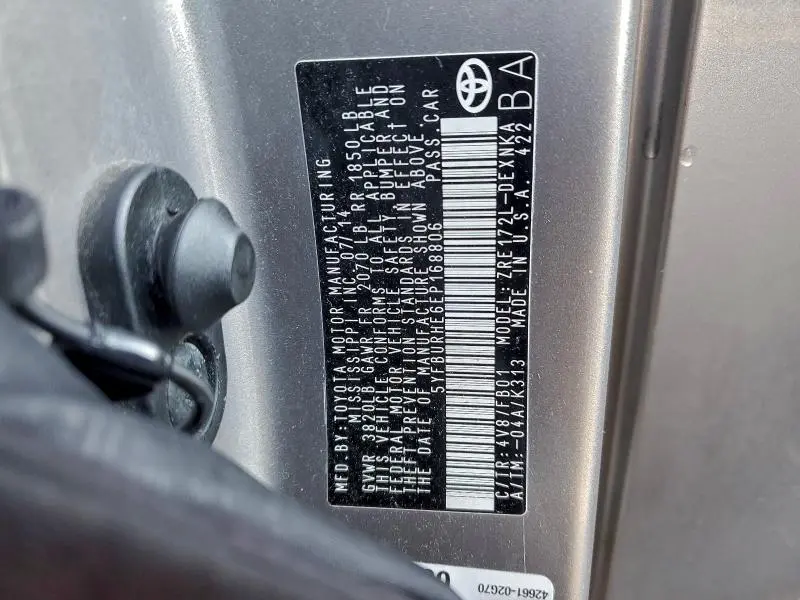 MFD.BY:TOYOTA MOTOR MANUFACTURING
MISSISSIPPI INC. 07/14
GVWR 3820LB GAWR FR 2070 LB RR 1850 LB
THIS VEHICLE CONFORMS TO ALL APPLICABLE
FEDERAL MOTOR VEHICLE SAFETY BUMPER AND
THEFT PREVENTION STANDARDS IN EFFECT ON
THE DATE OF MANUFACTURE SHOWN ABOVE.
5YFBURHE6EP168806 PASS.CAR
C/TR:4V8/FB01 MODEL:ZRE172L-DEXNKA
A/TM:-04A/K313 - MADE IN U.S.A. 422
BA
42661-02G70